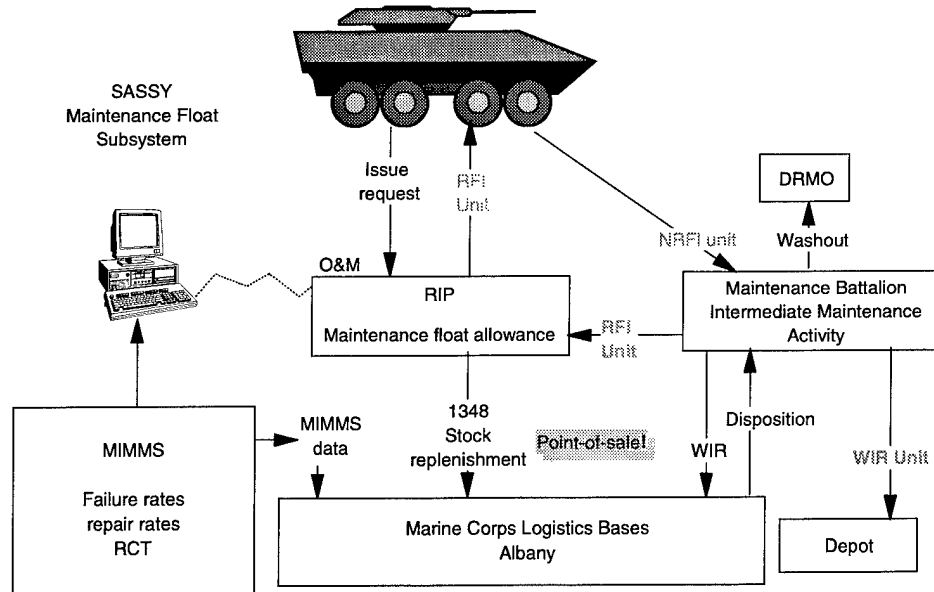 SASSY
Maintenance Float
Subsystem
Issue
request
RFI
Unit
DRMO
NRFI unit
Washout
O&M
RIP
Maintenance float allowance
RFI
Unit
Maintenance Battalion
Intermediate Maintenance
Activity
MIMMS
Failure rates
repair rates
RCT
MIMMS
data
1348
Stock
replenishment
Point-of-sale!
WIR
Disposition
WIR Unit
Marine Corps Logistics Bases
Albany
Depot